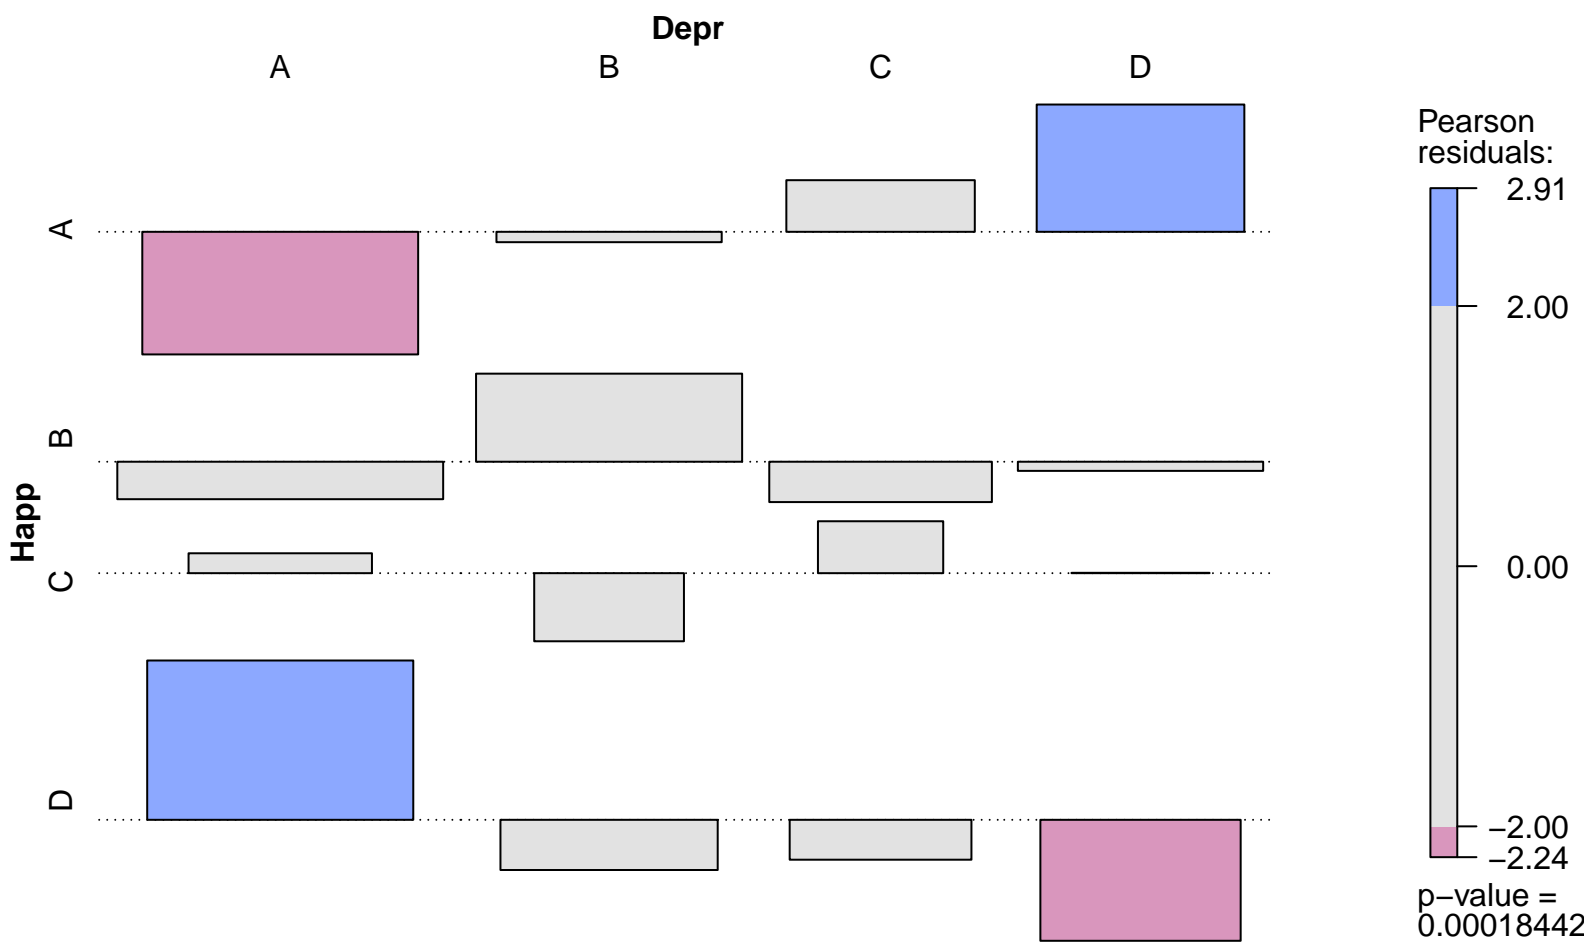 Depr
A B C D
Happ
A
B
C
D
Pearson
residuals:
2.91
2.00
0.00
−2.00
−2.24
p−value =
0.00018442